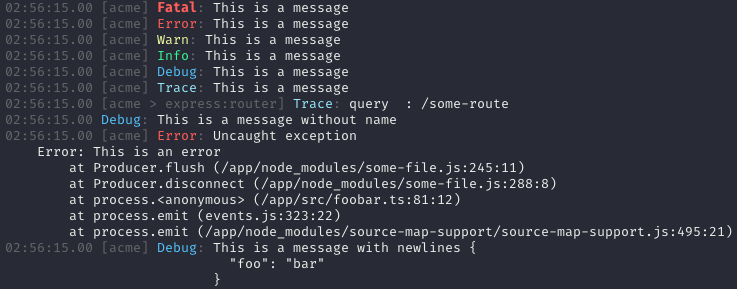 02:56:15.00 [acme] Fatal: This is a message
02:56:15.00 [acme] Error: This is a message
02:56:15.00 [acme] Warn: This is a message
02:56:15.00 [acme] Info: This is a message
02:56:15.00 [acme] Debug: This is a message
02:56:15.00 [acme] Trace: This is a message
02:56:15.00 [acme > express:router] Trace: query  : /some-route
02:56:15.00 Debug: This is a message without name
02:56:15.00 [acme] Error: Uncaught exception
    Error: This is an error
        at Producer.flush (/app/node_modules/some-file.js:245:11)
        at Producer.disconnect (/app/node_modules/some-file.js:288:8)
        at process.<anonymous> (/app/src/foobar.ts:81:12)
        at process.emit (events.js:323:22)
        at process.emit (/app/node_modules/source-map-support/source-map-support.js:495:21)
02:56:15.00 [acme] Debug: This is a message with newlines {
                            "foo": "bar"
                          }